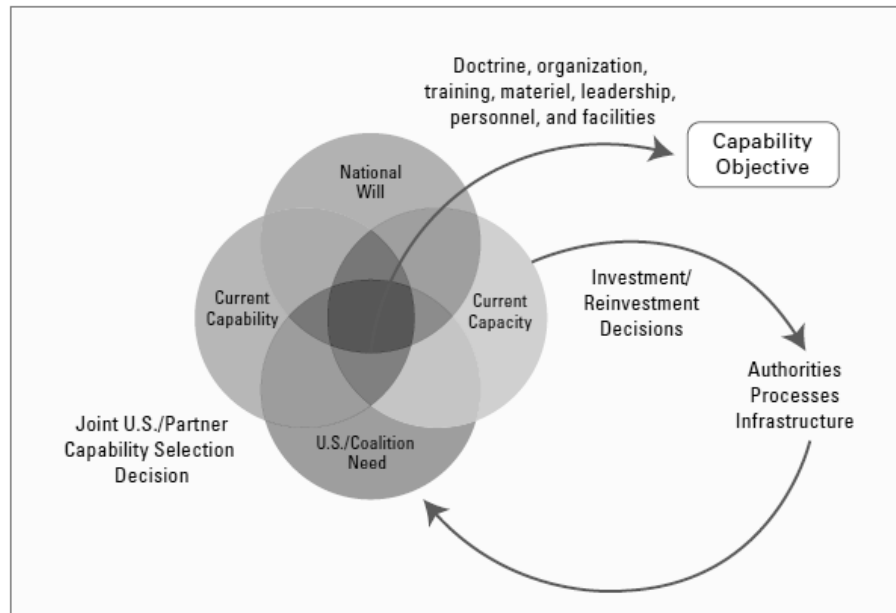 Doctrine, organization,
training, materiel, leadership,
personnel, and facilities
Capability
Objective
National
Will
Current
Capability
Current
Capacity
Investment/
Reinvestment
Decisions
Authorities
Processes
Infrastructure
Joint U.S./Partner
Capability Selection
Decision
U.S./Coalition
Need